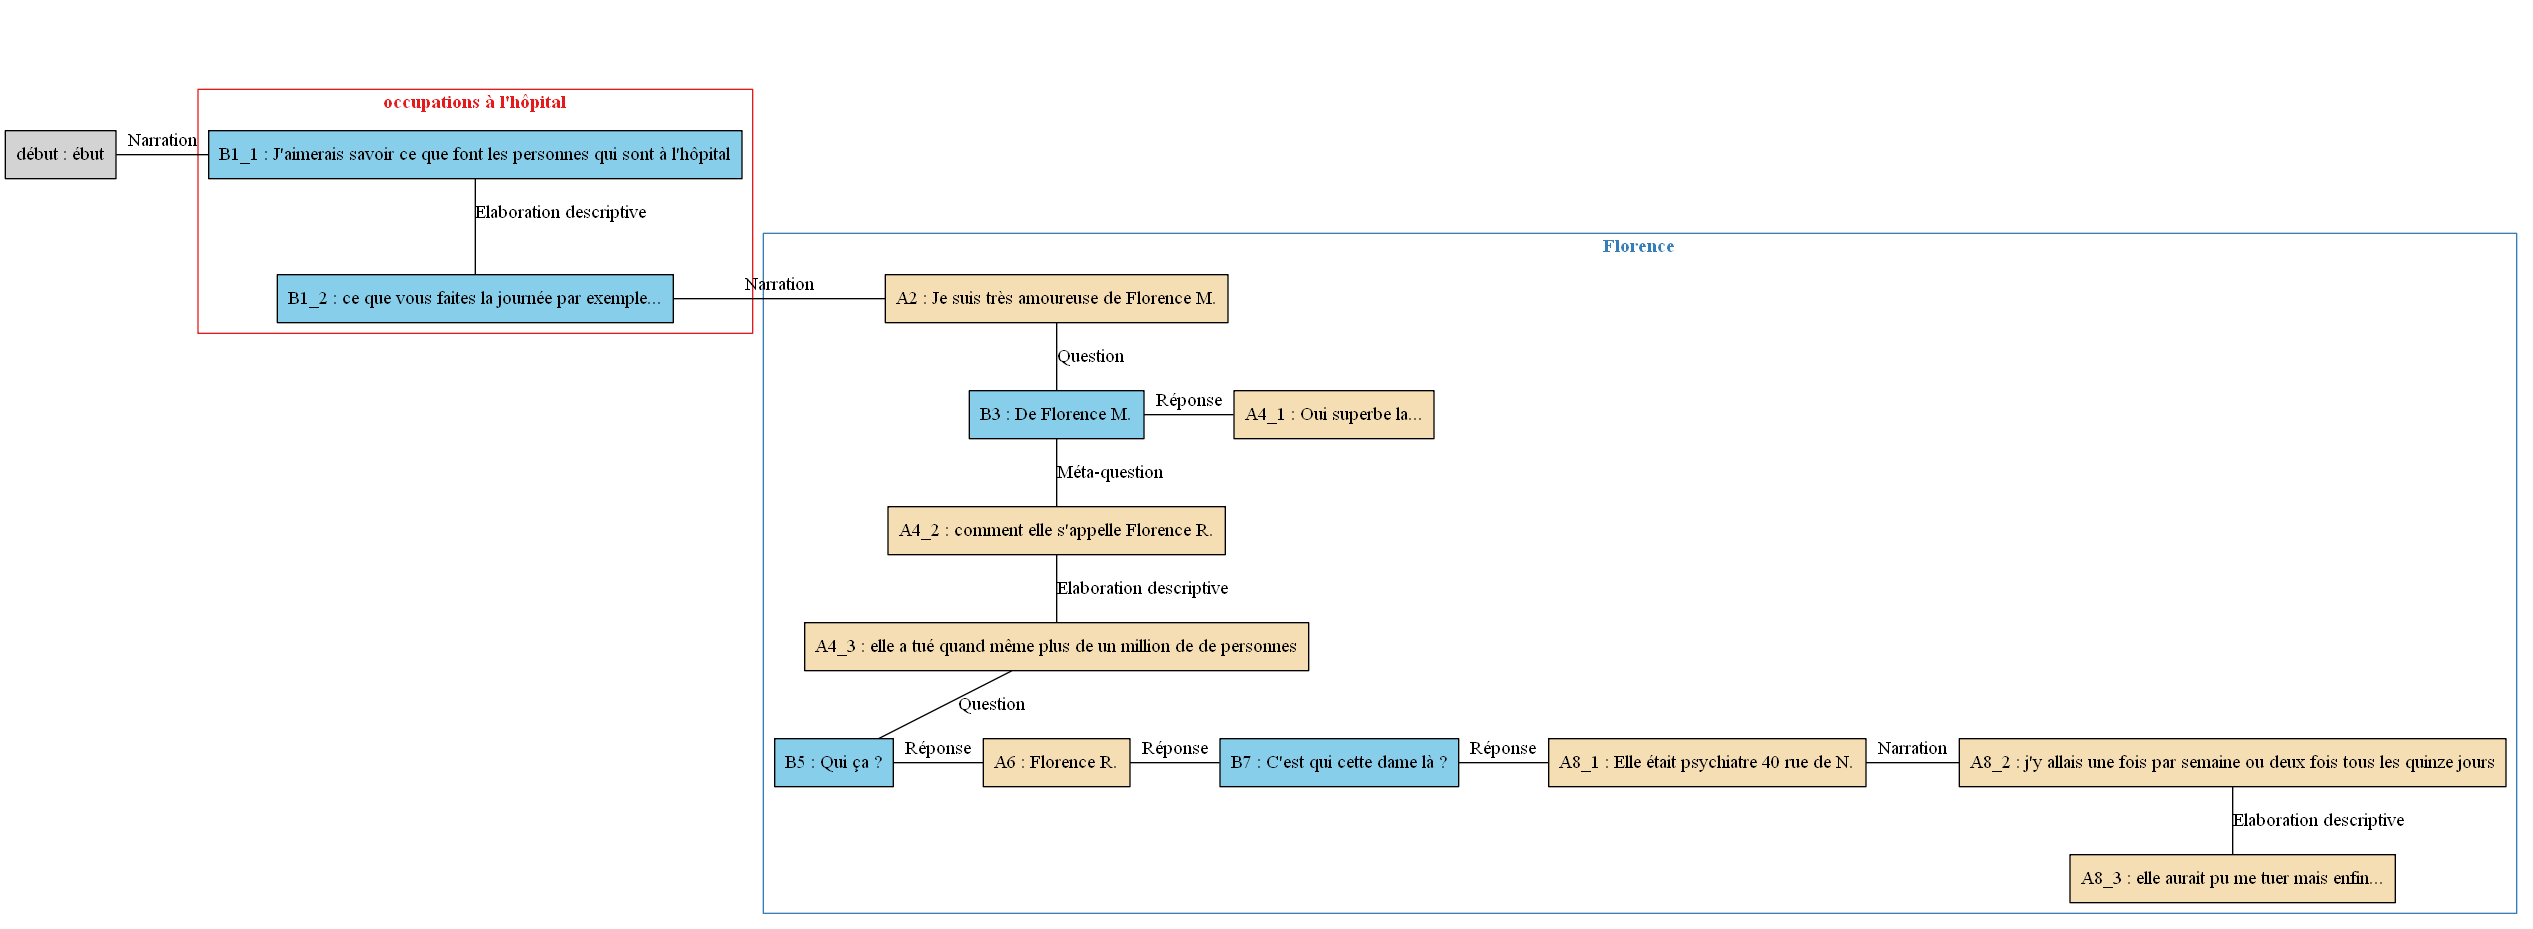 occupations à l'hôpital
début : ébut
Narration
B1_1 : J'aimerais savoir ce que font les personnes qui sont à l'hôpital
Elaboration descriptive
B1_2 : ce que vous faites la journée par exemple...
Narration
Florence
A2 : Je suis très amoureuse de Florence M.
Question
B3 : De Florence M.
Réponse
A4_1 : Oui superbe la...
Méta-question
A4_2 : comment elle s'appelle Florence R.
Elaboration descriptive
A4_3 : elle a tué quand même plus de un million de de personnes
Question
B5 : Qui ça ?
Réponse
A6 : Florence R.
Réponse
B7 : C'est qui cette dame là ?
Réponse
A8_1 : Elle était psychiatre 40 rue de N.
Narration
A8_2 : j'y allais une fois par semaine ou deux fois tous les quinze jours
Elaboration descriptive
A8_3 : elle aurait pu me tuer mais enfin...